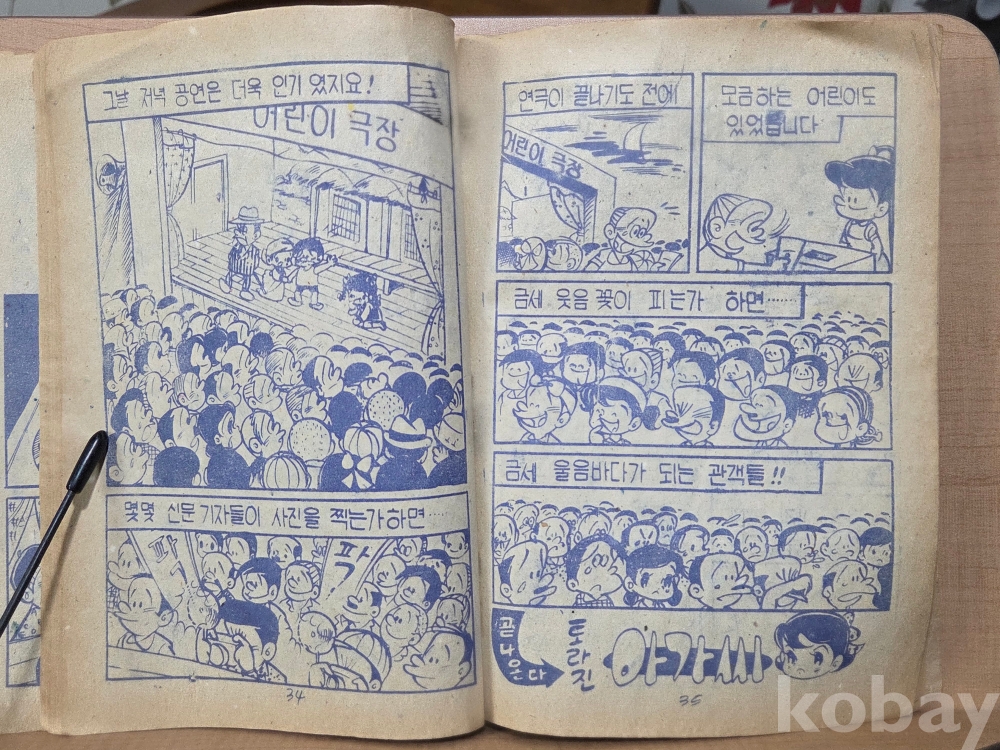 그날 저녁 공연은 더욱 인기 였지요!
어린이 극장
몇몇 신문 기자들이 사진을 찍는가하면‥‥
팍
팍
34
연극이 끝나기도 전에
어린이 극장
모금하는 어린이도
있었읍니다
금세 웃음 꽃이 피는가 하면‥‥‥
금세 울음바다가 되는 관객들!!
곧
나온다
도라진
아가씨
35
kobay